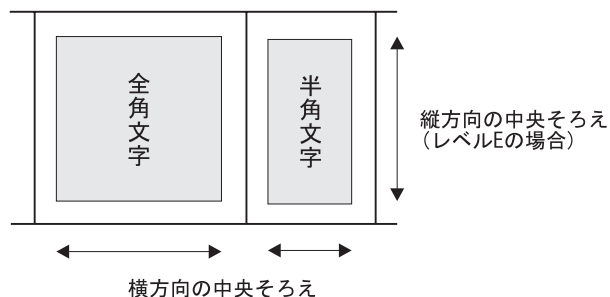 全角文字
半角文字
縦方向の中央そろえ
（レベルEの場合）
横方向の中央そろえ